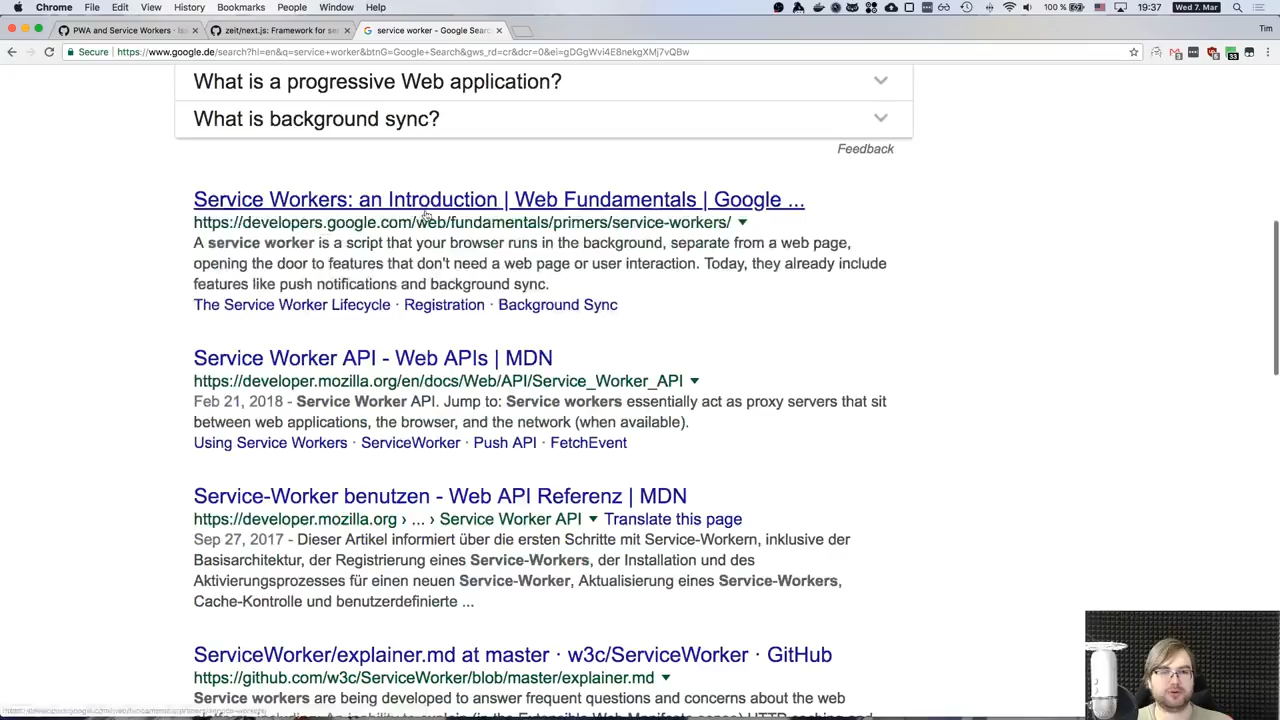 Chrome File Edit View History Bookmarks People Window Help 100 % 19:37 Wed 7. Mar
PWA and Service Workers · Iss zeit/next.js: Framework for se service worker - Google Searc Tim
Secure https://www.google.de/search?hl=en&q=service+worker&btnG=Google+Search&gws_rd=cr&dcr=0&ei=gDGgWvi4E8nekgXMj7vQBw
What is a progressive Web application?
What is background sync?
Feedback
Service Workers: an Introduction | Web Fundamentals | Google ...
https://developers.google.com/web/fundamentals/primers/service-workers/
A service worker is a script that your browser runs in the background, separate from a web page,
opening the door to features that don't need a web page or user interaction. Today, they already include
features like push notifications and background sync.
The Service Worker Lifecycle · Registration · Background Sync
Service Worker API - Web APIs | MDN
https://developer.mozilla.org/en/docs/Web/API/Service_Worker_API
Feb 21, 2018 - Service Worker API. Jump to: Service workers essentially act as proxy servers that sit
between web applications, the browser, and the network (when available).
Using Service Workers · ServiceWorker · Push API · FetchEvent
Service-Worker benutzen - Web API Referenz | MDN
https://developer.mozilla.org › ... › Service Worker API Translate this page
Sep 27, 2017 - Dieser Artikel informiert über die ersten Schritte mit Service-Workern, inklusive der
Basisarchitektur, der Registrierung eines Service-Workers, der Installation und des
Aktivierungsprozesses für einen neuen Service-Worker, Aktualisierung eines Service-Workers,
Cache-Kontrolle und benutzerdefinierte ...
ServiceWorker/explainer.md at master · w3c/ServiceWorker · GitHub
https://github.com/w3c/ServiceWorker/blob/master/explainer.md
Service workers are being developed to answer frequent questions and concerns about the web